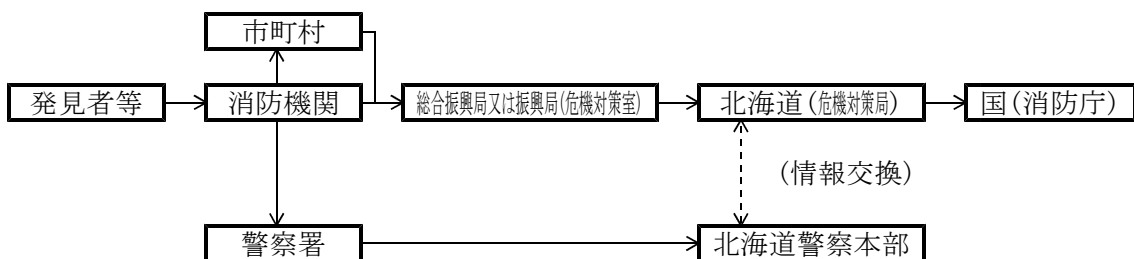 市町村
発見者等
消防機関
総合振興局又は振興局(危機対策室)
北海道(危機対策局)
国(消防庁)
(情報交換)
警察署
北海道警察本部